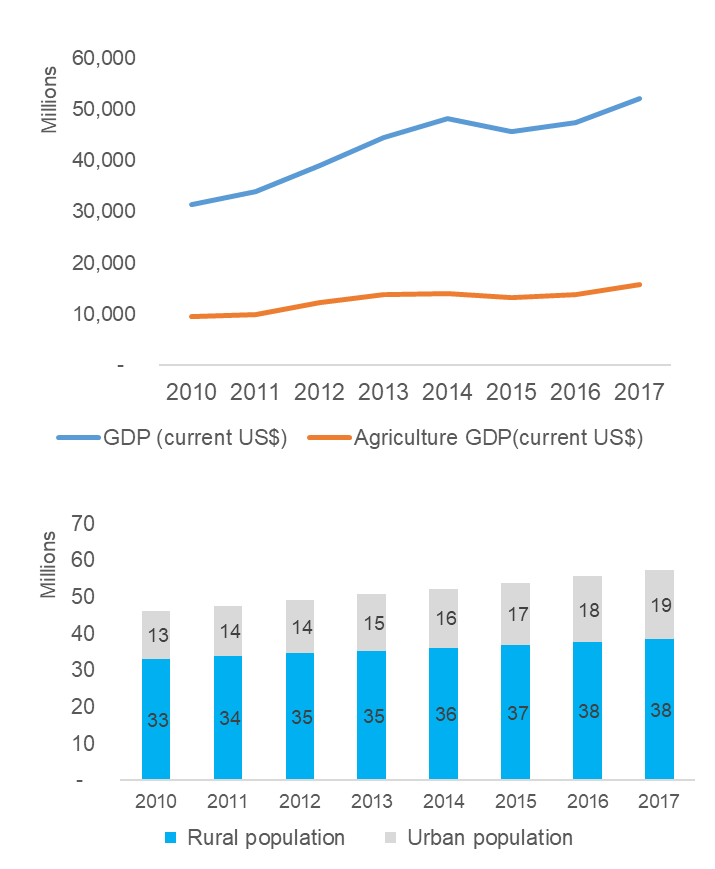 60,000
Millions
50,000
40,000
30,000
20,000
10,000
-
2010 2011 2012 2013 2014 2015 2016 2017
GDP (current US$) Agriculture GDP(current US$)
70
Millions
60
50
40
30
20
10
-
13 14 14 15 16 17 18 19
33 34 35 35 36 37 38 38
2010 2011 2012 2013 2014 2015 2016 2017
Rural population Urban population